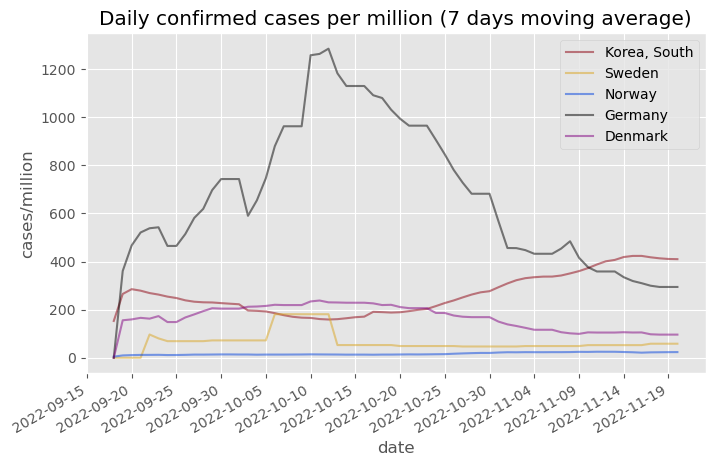 Daily confirmed cases per million (7 days moving average)
Korea, South
Sweden
Norway
Germany
Denmark
cases/million
1200
1000
800
600
400
200
0
2022-09-15
2022-09-20
2022-09-25
2022-09-30
2022-10-05
2022-10-10
2022-10-15
2022-10-20
2022-10-25
2022-10-30
2022-11-04
2022-11-09
2022-11-14
2022-11-19
date